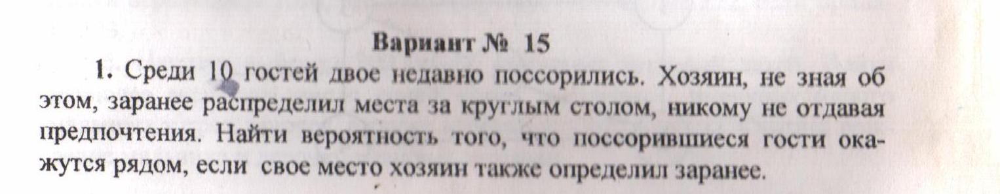 Вариант № 15
1. Среди 10 гостей двое недавно поссорились. Хозяин, не зная об
этом, заранее распределил места за круглым столом, никому не отдавая
предпочтения. Найти вероятность того, что поссорившиеся гости ока-
жутся рядом, если свое место хозяин также определил заранее.